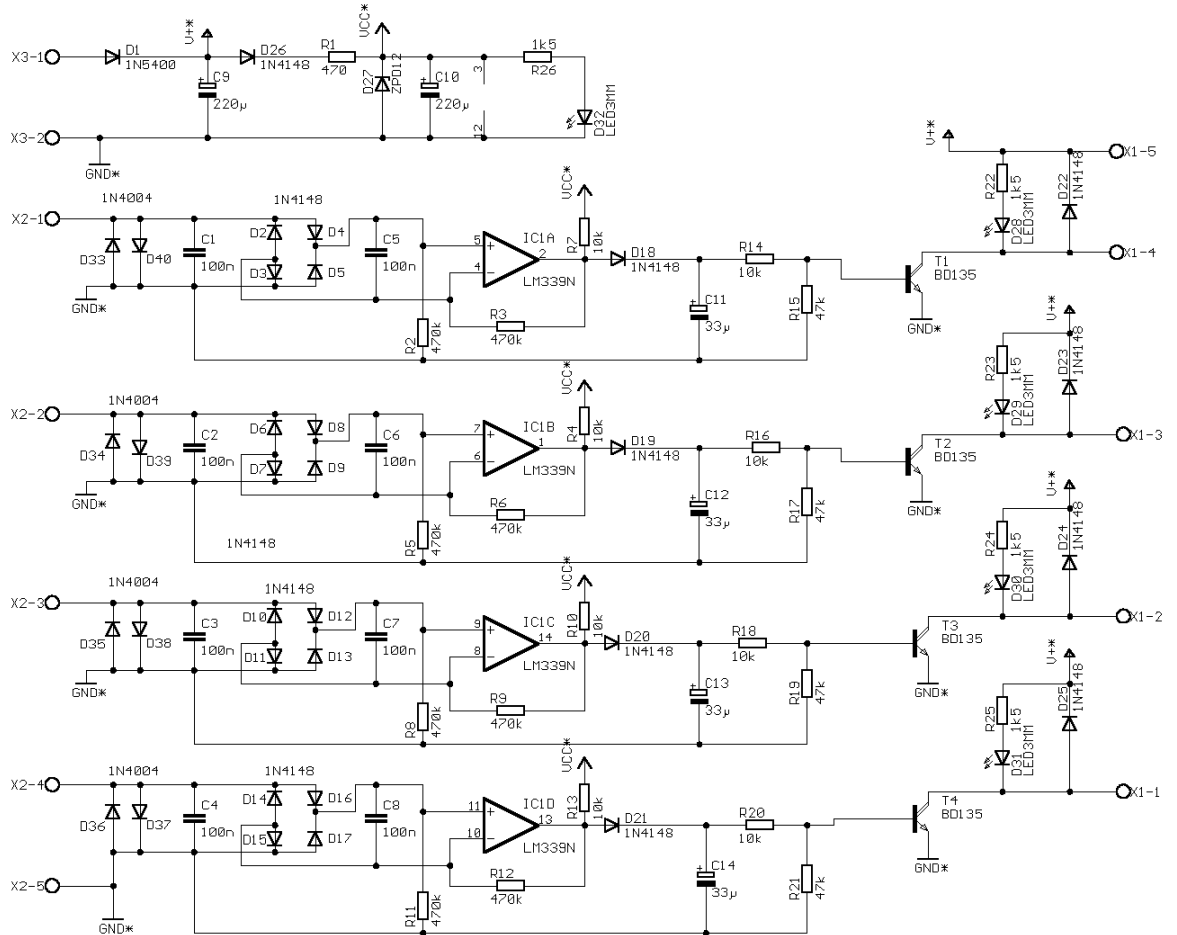 X3-1
D1
1N5400
V+*
C9
220µ
D26
1N4148
R1
470
VCC*
D27
ZPD12
C10
220µ
3
12
1k5
R26
D32
LED3MM
X3-2
GND*
1N4004
1N4148
X2-1
D33
D40
C1
100n
D2
D3
D4
D5
C5
100n
GND*
R2
470k
5
4
IC1A
2
LM339N
R3
470k
VCC*
R7
10k
D18
1N4148
C11
33µ
R14
10k
R15
47k
T1
BD135
GND*
V+*
R22
1k5
D28
LED3MM
D22
1N4148
X1-5
X1-4
1N4004
X2-2
D34
D39
C2
100n
D6
D7
D8
D9
C6
100n
GND*
1N4148
R5
470k
7
6
IC1B
1
LM339N
R6
470k
VCC*
R4
10k
D19
1N4148
C12
33µ
R16
10k
R17
47k
T2
BD135
GND*
V+*
R23
1k5
D29
LED3MM
D23
1N4148
X1-3
1N4004
1N4148
X2-3
D35
D38
C3
100n
D10
D11
D12
D13
C7
100n
GND*
R8
470k
9
8
IC1C
14
LM339N
R9
470k
VCC*
R10
10k
D20
1N4148
C13
33µ
R18
10k
R19
47k
T3
BD135
GND*
V+*
R24
1k5
D30
LED3MM
D24
1N4148
X1-2
1N4004
1N4148
X2-4
D36
D37
C4
100n
D14
D15
D16
D17
C8
100n
X2-5
GND*
R11
470k
11
10
IC1D
13
LM339N
R12
470k
VCC*
R13
10k
D21
1N4148
C14
33µ
R20
10k
R21
47k
T4
BD135
GND*
V+*
R25
1k5
D31
LED3MM
D25
1N4148
X1-1